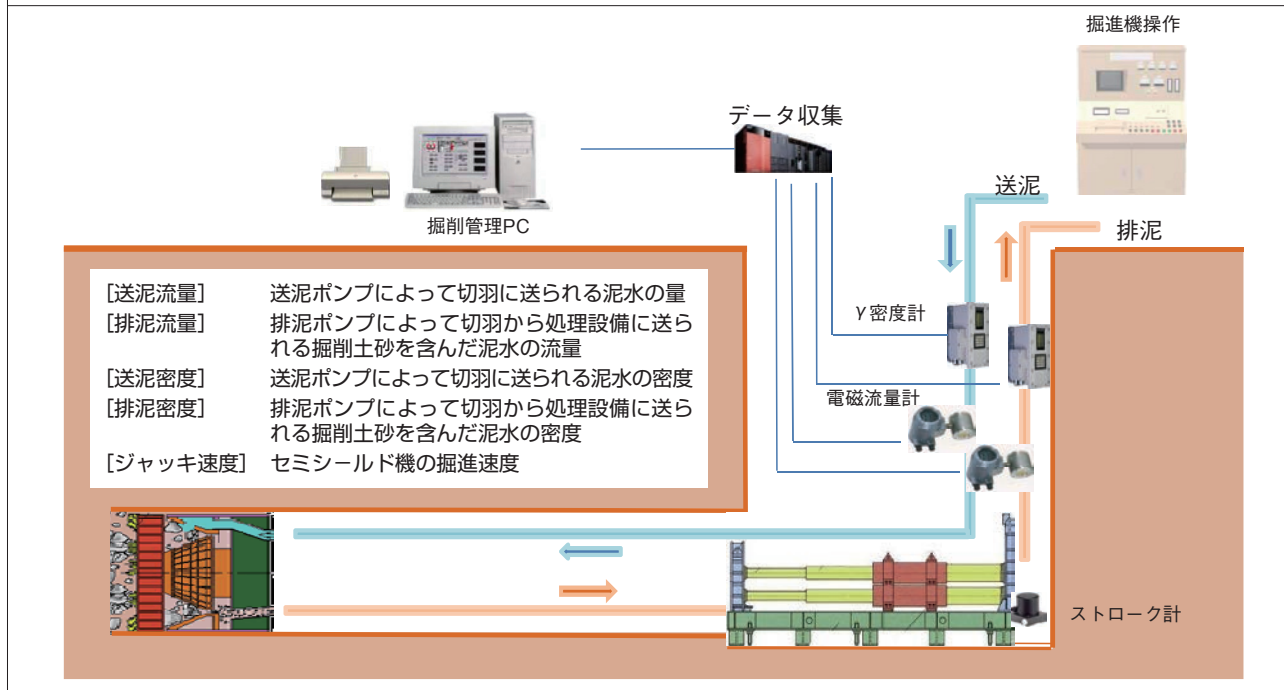 掘進機操作
データ収集
送泥
掘削管理PC
排泥
[送泥流量] 送泥ポンプによって切羽に送られる泥水の量
[排泥流量] 排泥ポンプによって切羽から処理設備に送ら
れる掘削土砂を含んだ泥水の流量
[送泥密度] 送泥ポンプによって切羽に送られる泥水の密度
[排泥密度] 排泥ポンプによって切羽から処理設備に送ら
れる掘削土砂を含んだ泥水の密度
[ジャッキ速度] セミシールド機の掘進速度
γ密度計
電磁流量計
ストローク計